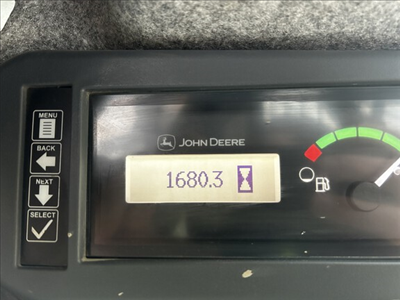 MENU
BACK
NEXT
SELECT
JOHN DEERE
1680.3